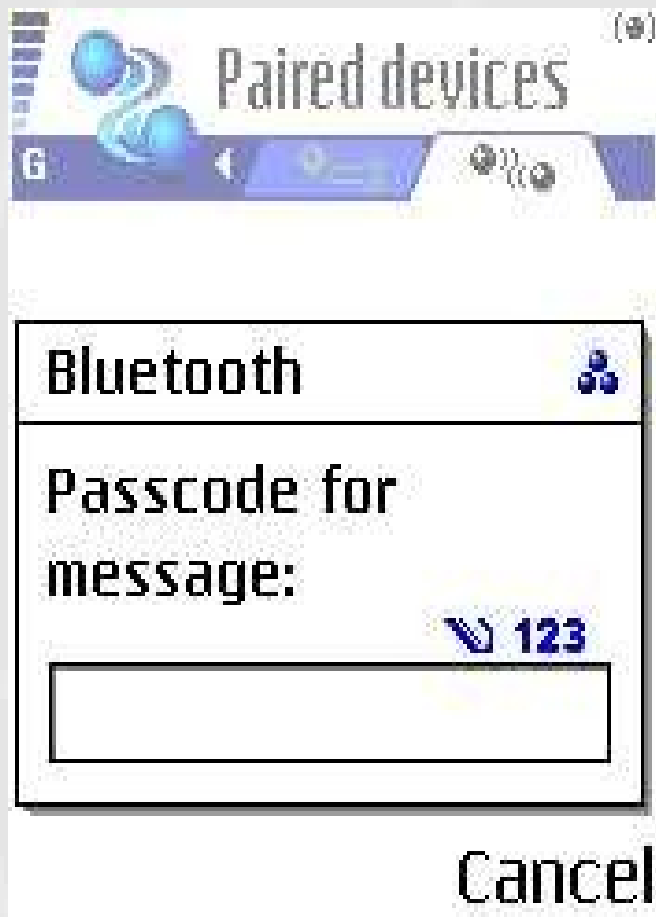 Paired devices
G
Bluetooth
Passcode for
message:
123
Cancel